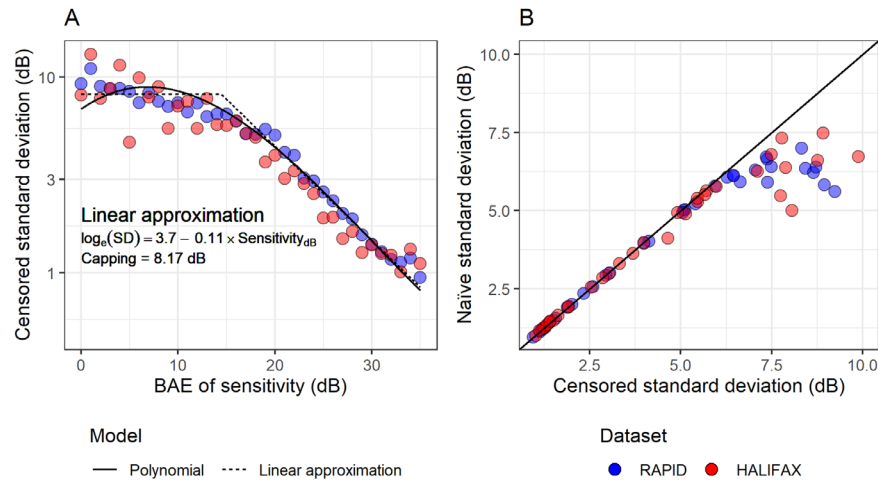 A
Censored standard deviation (dB)
10
3
1
Linear approximation
logₑ(SD) = 3.7 − 0.11 × Sensitivity_dB
Capping = 8.17 dB
0 10 20 30
BAE of sensitivity (dB)
B
Naïve standard deviation (dB)
10.0
7.5
5.0
2.5
2.5 5.0 7.5 10.0
Censored standard deviation (dB)
Model
Polynomial Linear approximation
Dataset
RAPID HALIFAX